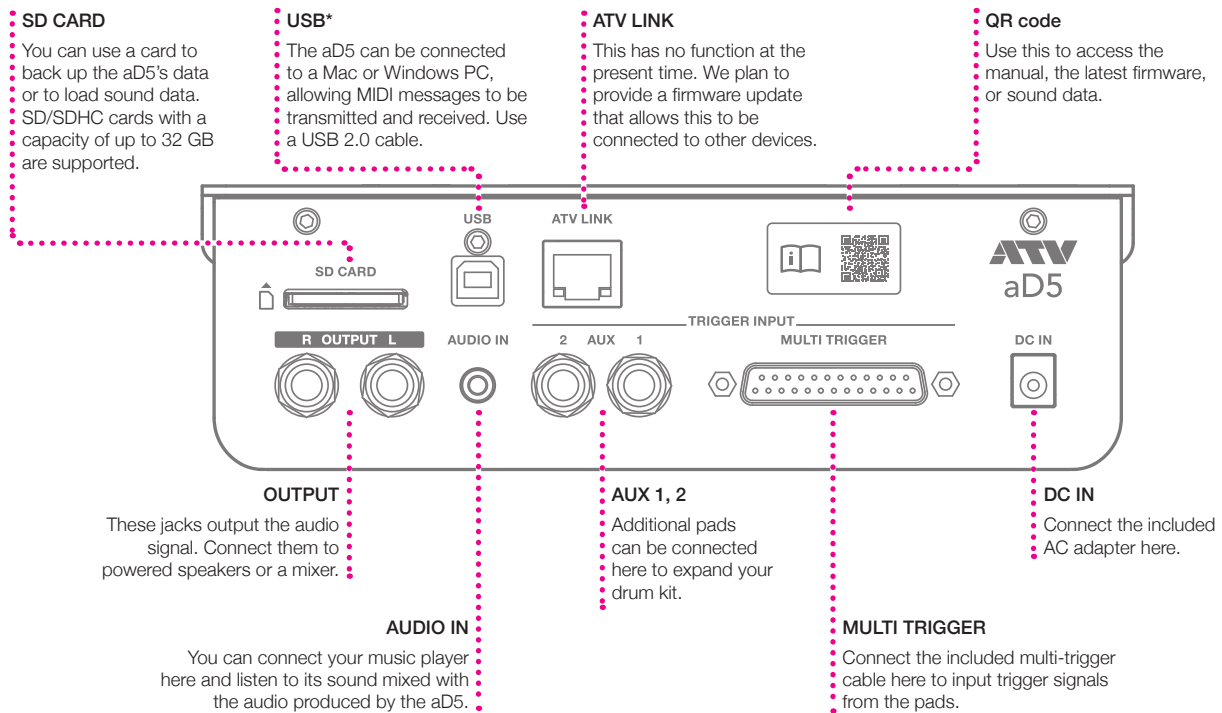 SD CARD
You can use a card to
back up the aD5's data
or to load sound data.
SD/SDHC cards with a
capacity of up to 32 GB
are supported.
USB*
The aD5 can be connected
to a Mac or Windows PC,
allowing MIDI messages to be
transmitted and received. Use
a USB 2.0 cable.
ATV LINK
This has no function at the
present time. We plan to
provide a firmware update
that allows this to be
connected to other devices.
QR code
Use this to access the
manual, the latest firmware,
or sound data.
USB
ATV LINK
SD CARD
i
ATV
aD5
TRIGGER INPUT
R OUTPUT L
AUDIO IN
2 AUX 1
MULTI TRIGGER
DC IN
OUTPUT
These jacks output the audio
signal. Connect them to
powered speakers or a mixer.
AUX 1, 2
Additional pads
can be connected
here to expand your
drum kit.
DC IN
Connect the included
AC adapter here.
AUDIO IN
You can connect your music player
here and listen to its sound mixed with
the audio produced by the aD5.
MULTI TRIGGER
Connect the included multi-trigger
cable here to input trigger signals
from the pads.